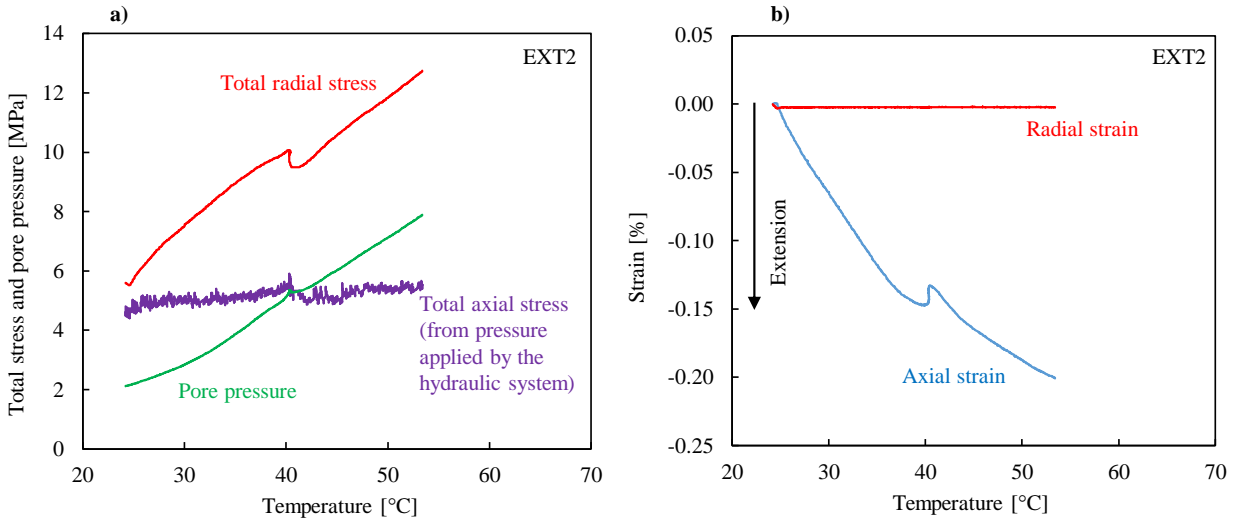 a)
14
12
10
8
6
4
2
0
20
30
40
50
60
70
Total stress and pore pressure [MPa]
Temperature [°C]
EXT2
Total radial stress
Total axial stress
(from pressure
applied by the
hydraulic system)
Pore pressure
b)
0.05
0.00
-0.05
-0.10
-0.15
-0.20
-0.25
20
30
40
50
60
70
Strain [%]
Temperature [°C]
EXT2
Radial strain
Extension
Axial strain